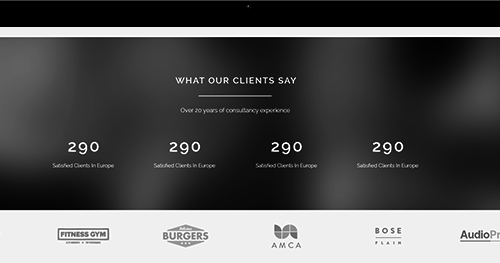 WHAT OUR CLIENTS SAY
Over 20 years of consultancy experience
290 290 290 290
Satisfied Clients In Europe Satisfied Clients In Europe Satisfied Clients In Europe Satisfied Clients In Europe
FITNESS GYM
BURGERS
AMCA
BOSE
PLAIN
AudioPr